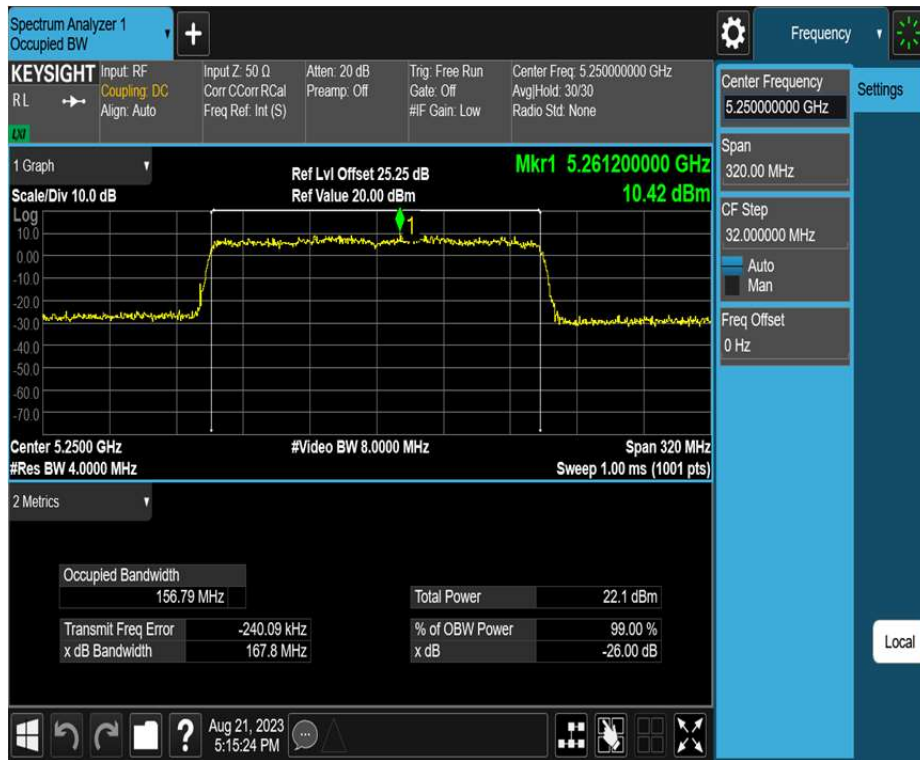 Spectrum Analyzer 1
Occupied BW
Frequency
KEYSIGHT
R L
LXI
Input: RF
Coupling: DC
Align: Auto
Input Z: 50 Ω
Corr CCorr RCal
Freq Ref: Int (S)
Atten: 20 dB
Preamp: Off
Trig: Free Run
Gate: Off
#IF Gain: Low
Center Freq: 5.250000000 GHz
Avg|Hold: 30/30
Radio Std: None
Center Frequency
5.250000000 GHz
Settings
Span
320.00 MHz
CF Step
32.000000 MHz
Auto
Man
Freq Offset
0 Hz
Local
1 Graph
Scale/Div 10.0 dB
Ref Lvl Offset 25.25 dB
Ref Value 20.00 dBm
Mkr1 5.261200000 GHz
10.42 dBm
Log
10.0
0.00
-10.0
-20.0
-30.0
-40.0
-50.0
-60.0
-70.0
1
Center 5.2500 GHz
#Video BW 8.0000 MHz
Span 320 MHz
#Res BW 4.0000 MHz
Sweep 1.00 ms (1001 pts)
2 Metrics
Occupied Bandwidth
156.79 MHz
Total Power 22.1 dBm
Transmit Freq Error -240.09 kHz
% of OBW Power 99.00 %
x dB Bandwidth 167.8 MHz
x dB -26.00 dB
?
Aug 21, 2023
5:15:24 PM